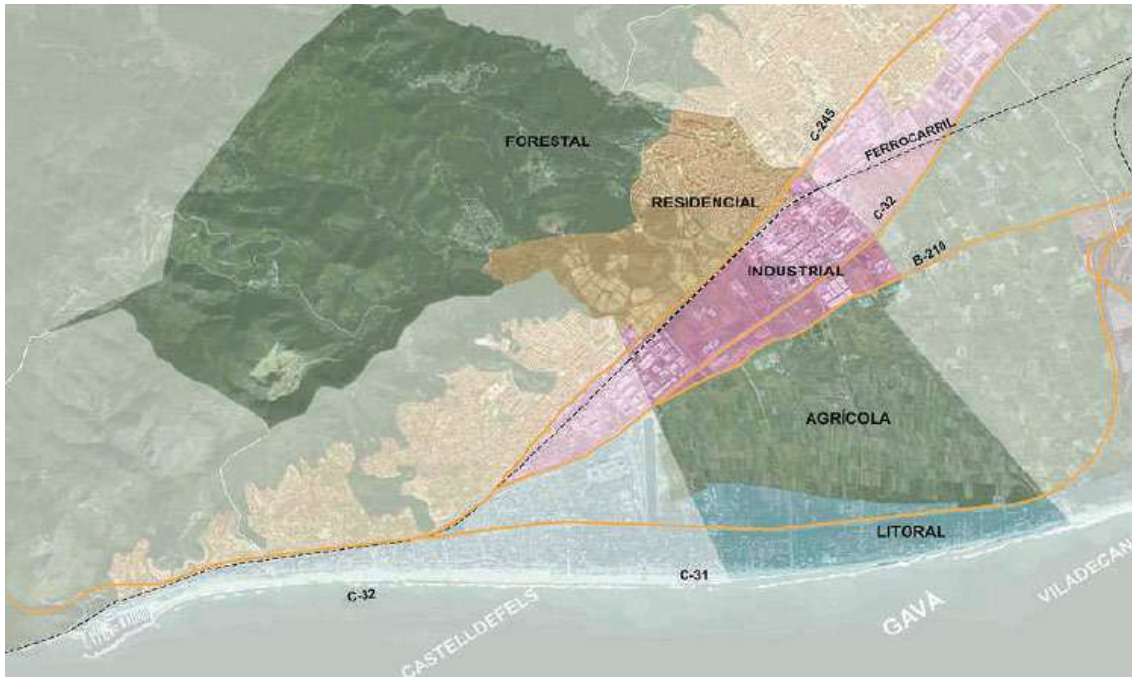 FORESTAL
C-245
FERROCARRIL
RESIDENCIAL
C-32
INDUSTRIAL
B-210
AGRÍCOLA
LITORAL
C-31
C-32
CASTELLDEFELS
GAVÀ
VILADECAN